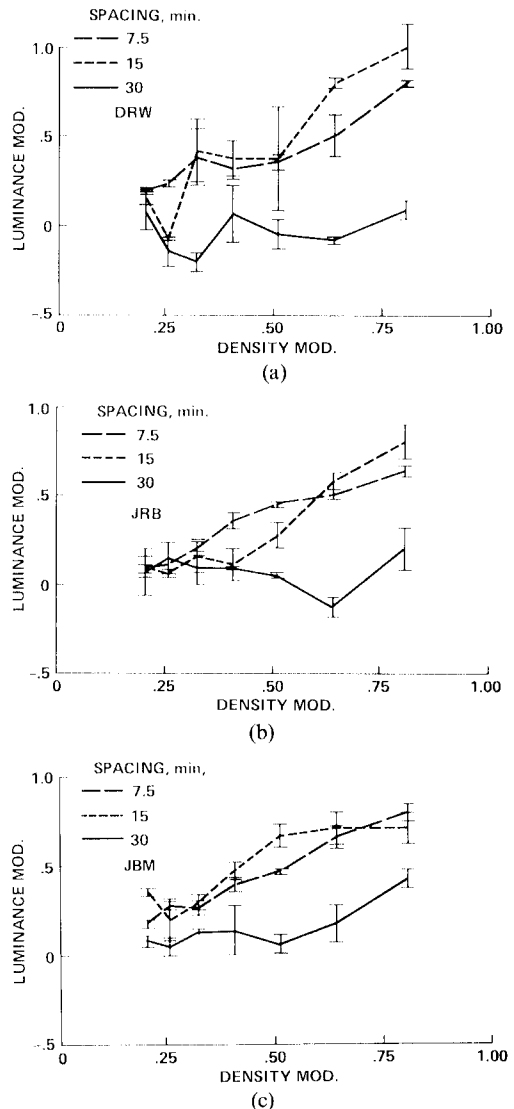 SPACING, min.
7.5
15
30
DRW
1.0
.5
0
-.5
LUMINANCE MOD.
0
.25
.50
.75
1.00
DENSITY MOD.
(a)
SPACING, min.
7.5
15
30
JRB
1.0
.5
0
-.5
LUMINANCE MOD.
0
.25
.50
.75
1.00
DENSITY MOD.
(b)
SPACING, min,
7.5
15
30
JBM
1.0
.5
0
-.5
LUMINANCE MOD.
0
.25
.50
.75
1.00
DENSITY MOD.
(c)